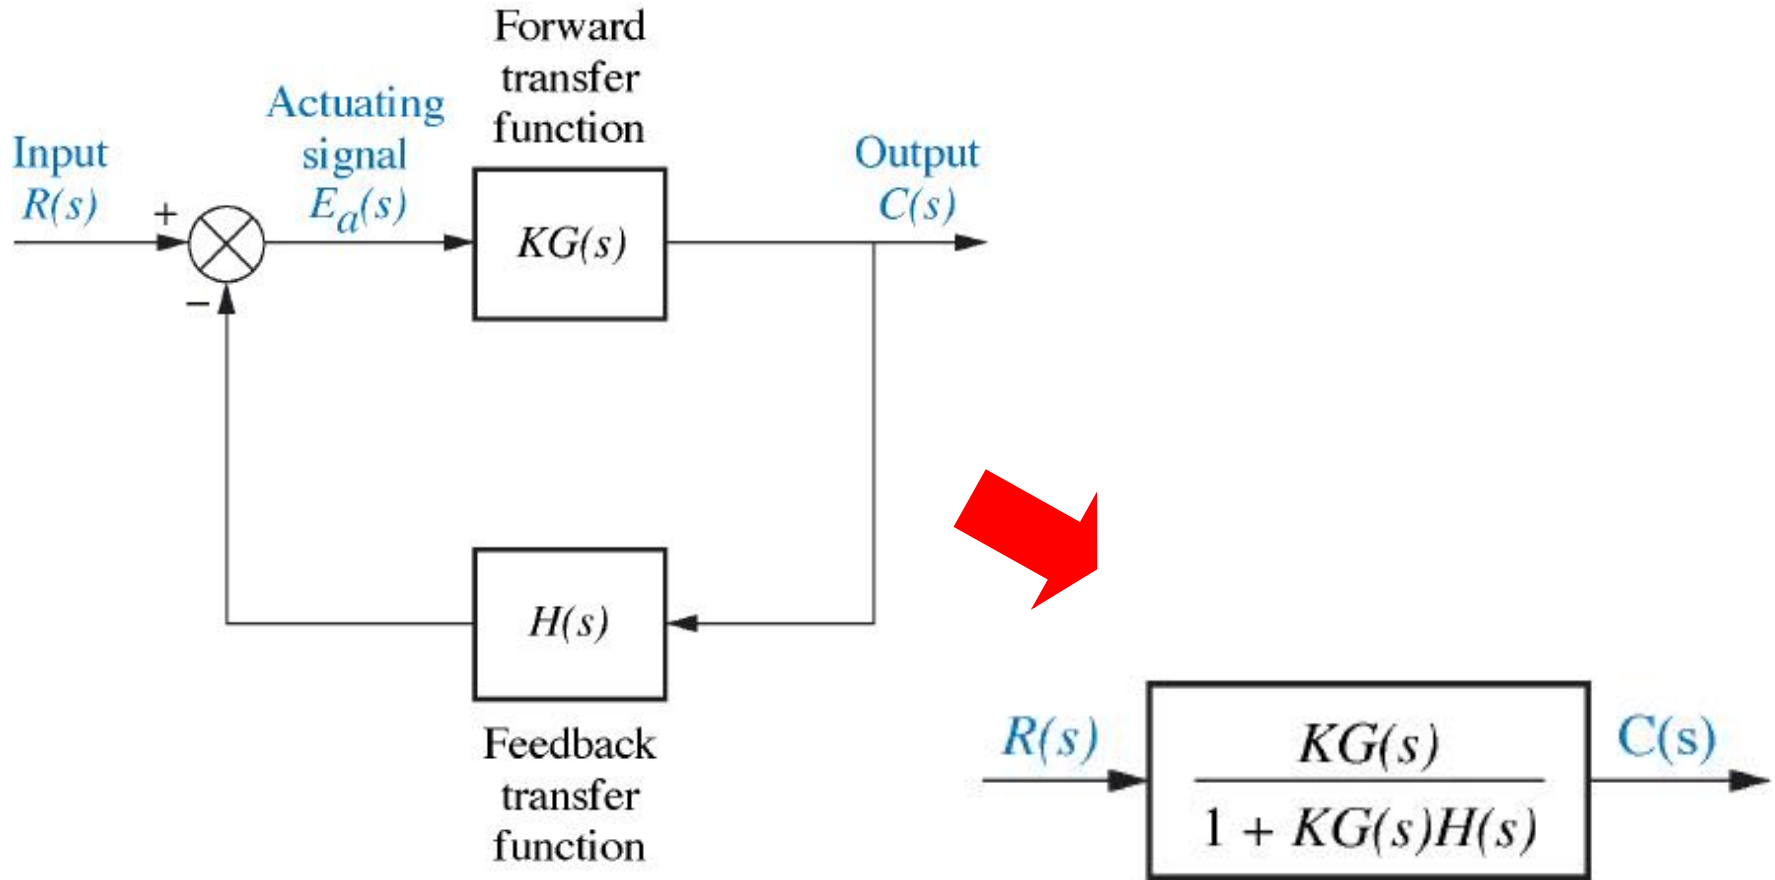 Forward
transfer
function
Actuating
signal
Eₐ(s)
Input
R(s)
+
−
KG(s)
Output
C(s)
H(s)
Feedback
transfer
function
R(s)
KG(s)
1 + KG(s)H(s)
C(s)